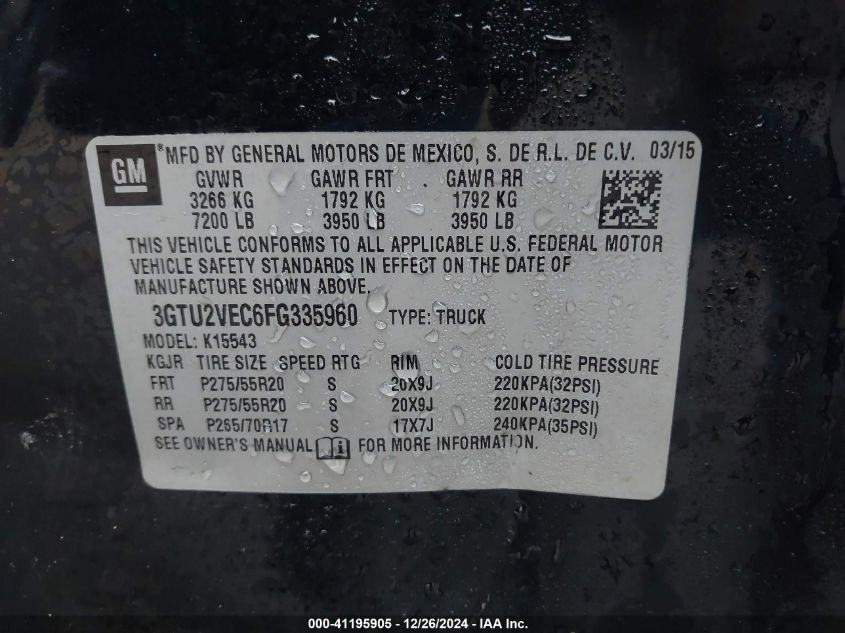 GM ® MFD BY GENERAL MOTORS DE MEXICO, S. DE R.L. DE C.V. 03/15
GVWR GAWR FRT GAWR RR
3266 KG 1792 KG 1792 KG
7200 LB 3950 LB 3950 LB
THIS VEHICLE CONFORMS TO ALL APPLICABLE U.S. FEDERAL MOTOR
VEHICLE SAFETY STANDARDS IN EFFECT ON THE DATE OF
MANUFACTURE SHOWN ABOVE.
3GTU2VEC6FG335960 TYPE: TRUCK
MODEL: K15543
KGJR TIRE SIZE SPEED RTG RIM COLD TIRE PRESSURE
FRT P275/55R20 S 20X9J 220KPA(32PSI)
RR P275/55R20 S 20X9J 220KPA(32PSI)
SPA P265/70R17 S 17X7J 240KPA(35PSI)
SEE OWNER'S MANUAL FOR MORE INFORMATION.
000-41195905 - 12/26/2024 - IAA Inc.